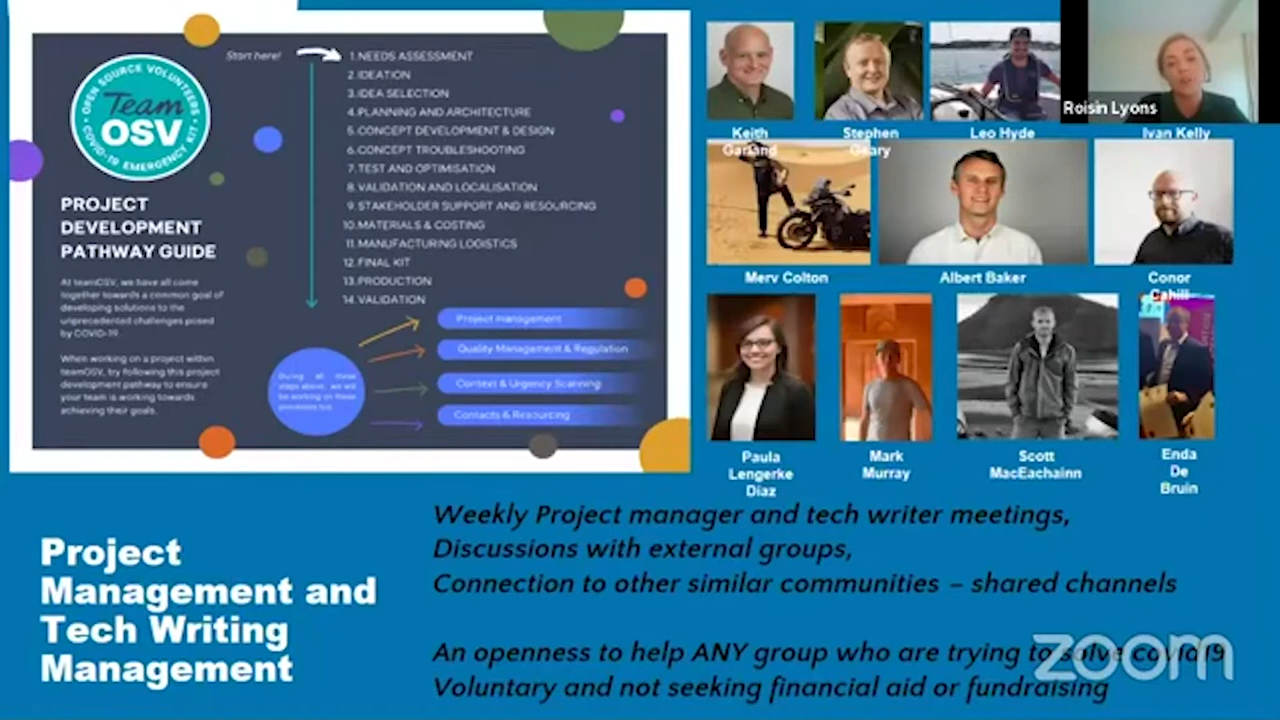 OPEN SOURCE VOLUNTEERS
Team
OSV
COVID-19 EMERGENCY KIT
PROJECT
DEVELOPMENT
PATHWAY GUIDE
At teamOSV, we have all come
together towards a common goal of
developing solutions to the
unprecedented challenges posed
by COVID-19
When working on a project within
teamOSV, try following this project
development pathway to ensure
your team is working towards
achieving their goals.
Start here!
1. NEEDS ASSESSMENT
2. IDEATION
3. IDEA SELECTION
4. PLANNING AND ARCHITECTURE
5. CONCEPT DEVELOPMENT & DESIGN
6. CONCEPT TROUBLESHOOTING
7. TEST AND OPTIMISATION
8. VALIDATION AND LOCALISATION
9. STAKEHOLDER SUPPORT AND RESOURCING
10. MATERIALS & COSTING
11. MANUFACTURING LOGISTICS
12. FINAL KIT
13. PRODUCTION
14. VALIDATION
During all these
steps above, we will
be working on these
processes too
Project management
Quality Management & Regulation
Context & Urgency Scanning
Contacts & Resourcing
Roisin Lyons
Keith
Garland
Stephen
Geary
Leo Hyde
Ivan Kelly
Merv Colton
Albert Baker
Conor
Cahill
Paula
Lengerke
Diaz
Mark
Murray
Scott
MacEachainn
Enda
De
Bruin
Project
Management and
Tech Writing
Management
Weekly Project manager and tech writer meetings,
Discussions with external groups,
Connection to other similar communities – shared channels
An openness to help ANY group who are trying to solve covid19
Voluntary and not seeking financial aid or fundraising
zoom